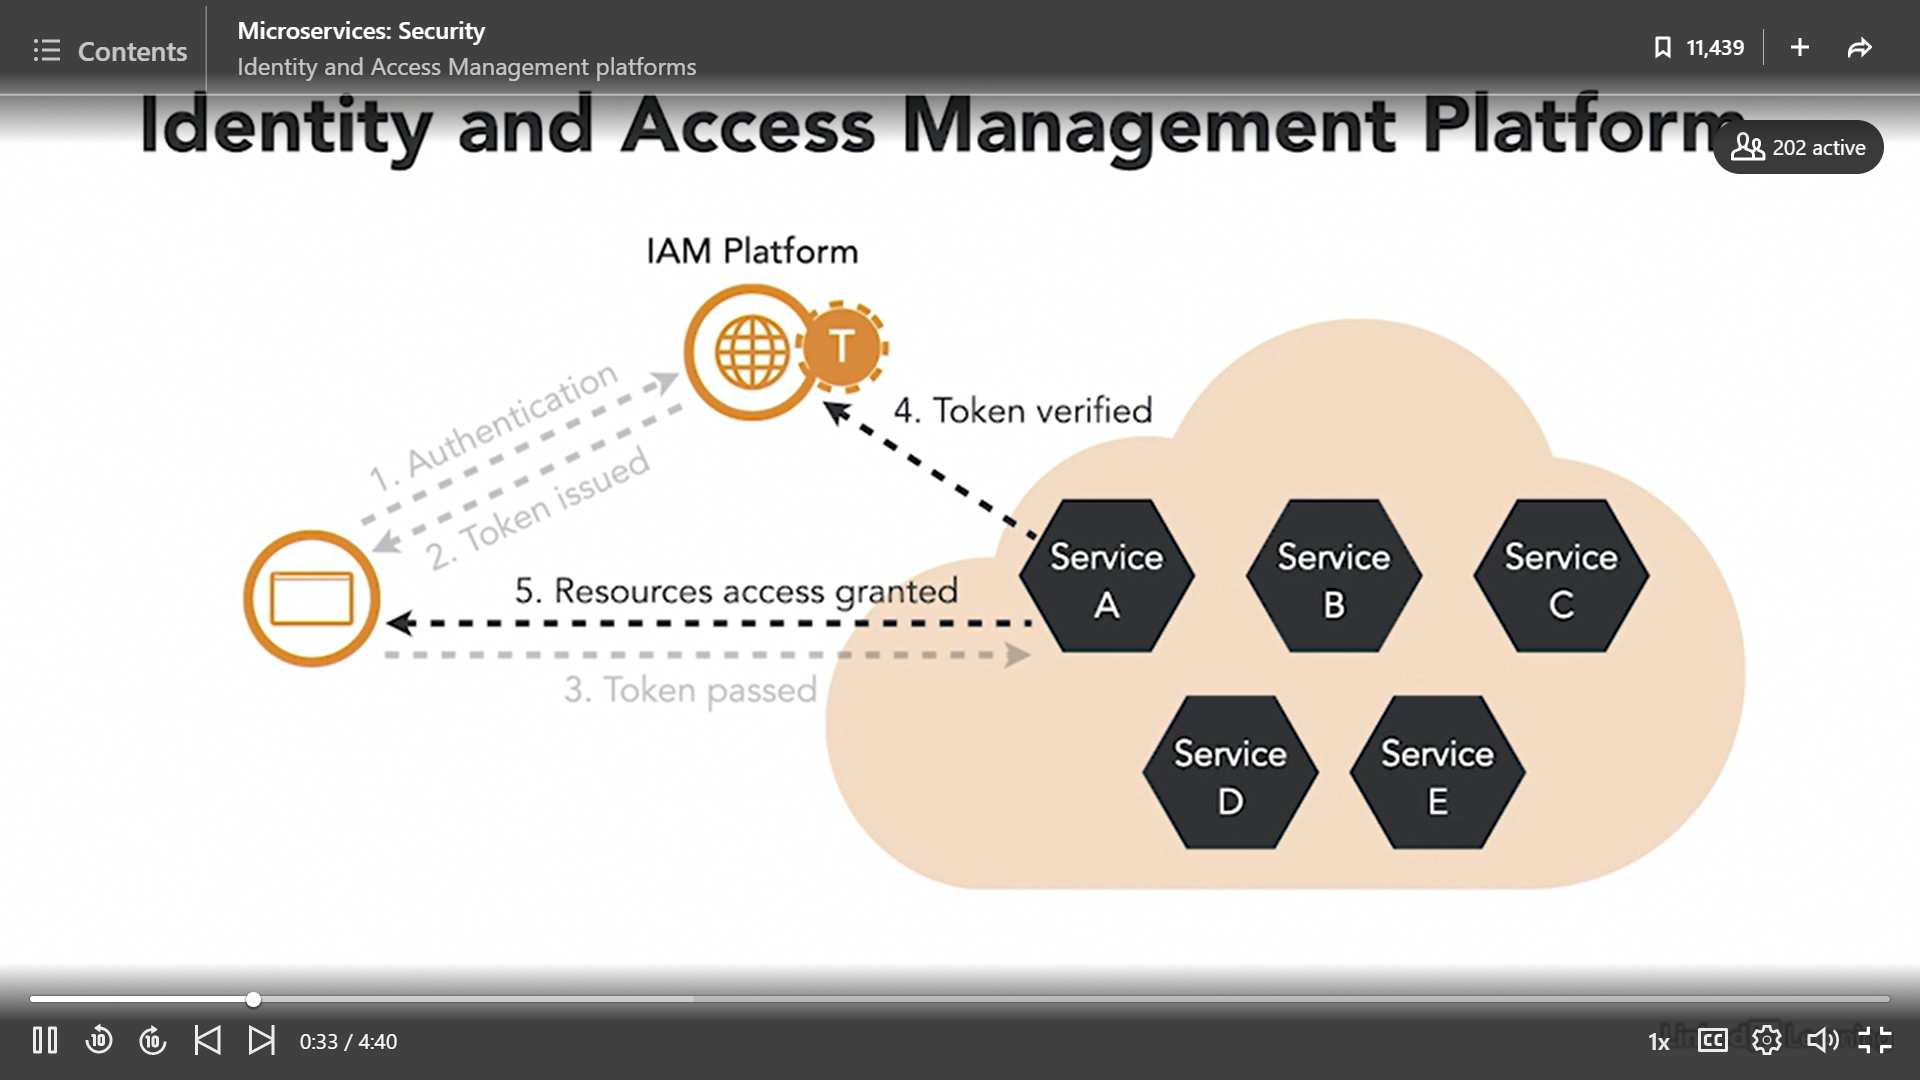 Contents
Microservices: Security
Identity and Access Management platforms
11,439
Identity and Access Management Platform
202 active
IAM Platform
T
1. Authentication
2. Token issued
4. Token verified
5. Resources access granted
3. Token passed
Service
A
Service
B
Service
C
Service
D
Service
E
10
10
0:33 / 4:40
1x
CC